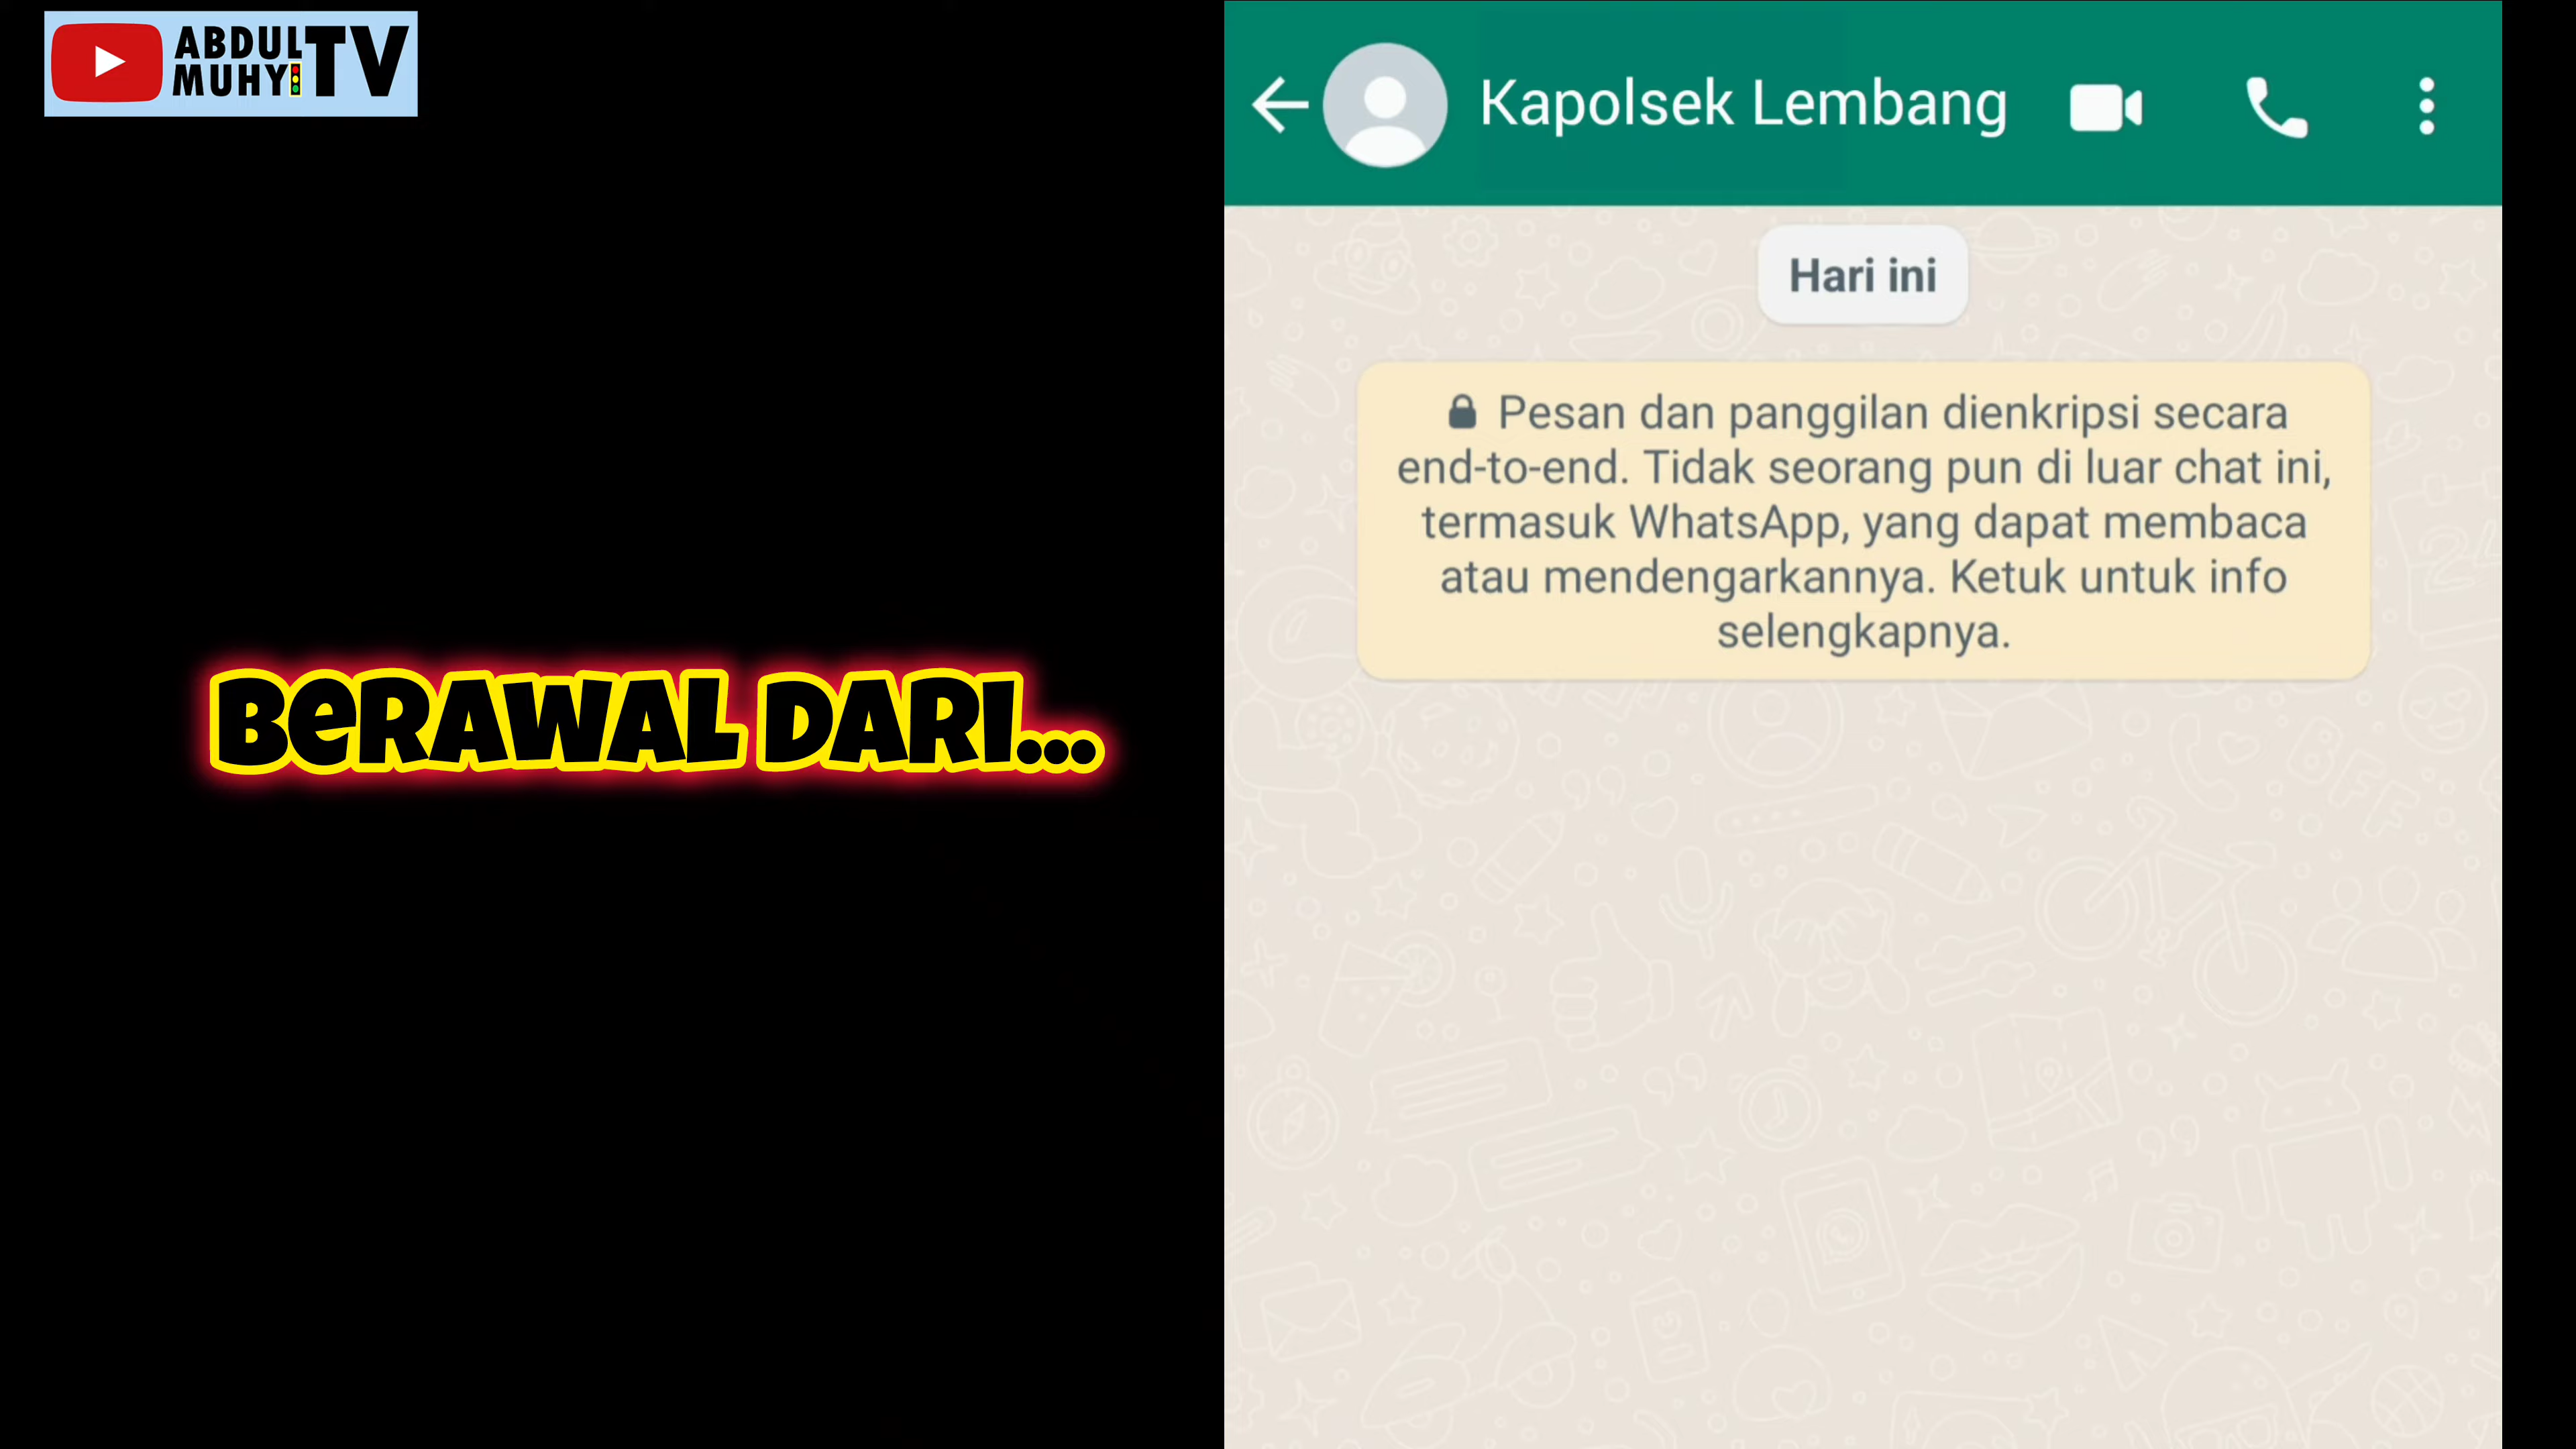 ABDUL
MUHYI TV
BERAWAL DARI...
Kapolsek Lembang
Hari ini
Pesan dan panggilan dienkripsi secara
end-to-end. Tidak seorang pun di luar chat ini,
termasuk WhatsApp, yang dapat membaca
atau mendengarkannya. Ketuk untuk info
selengkapnya.